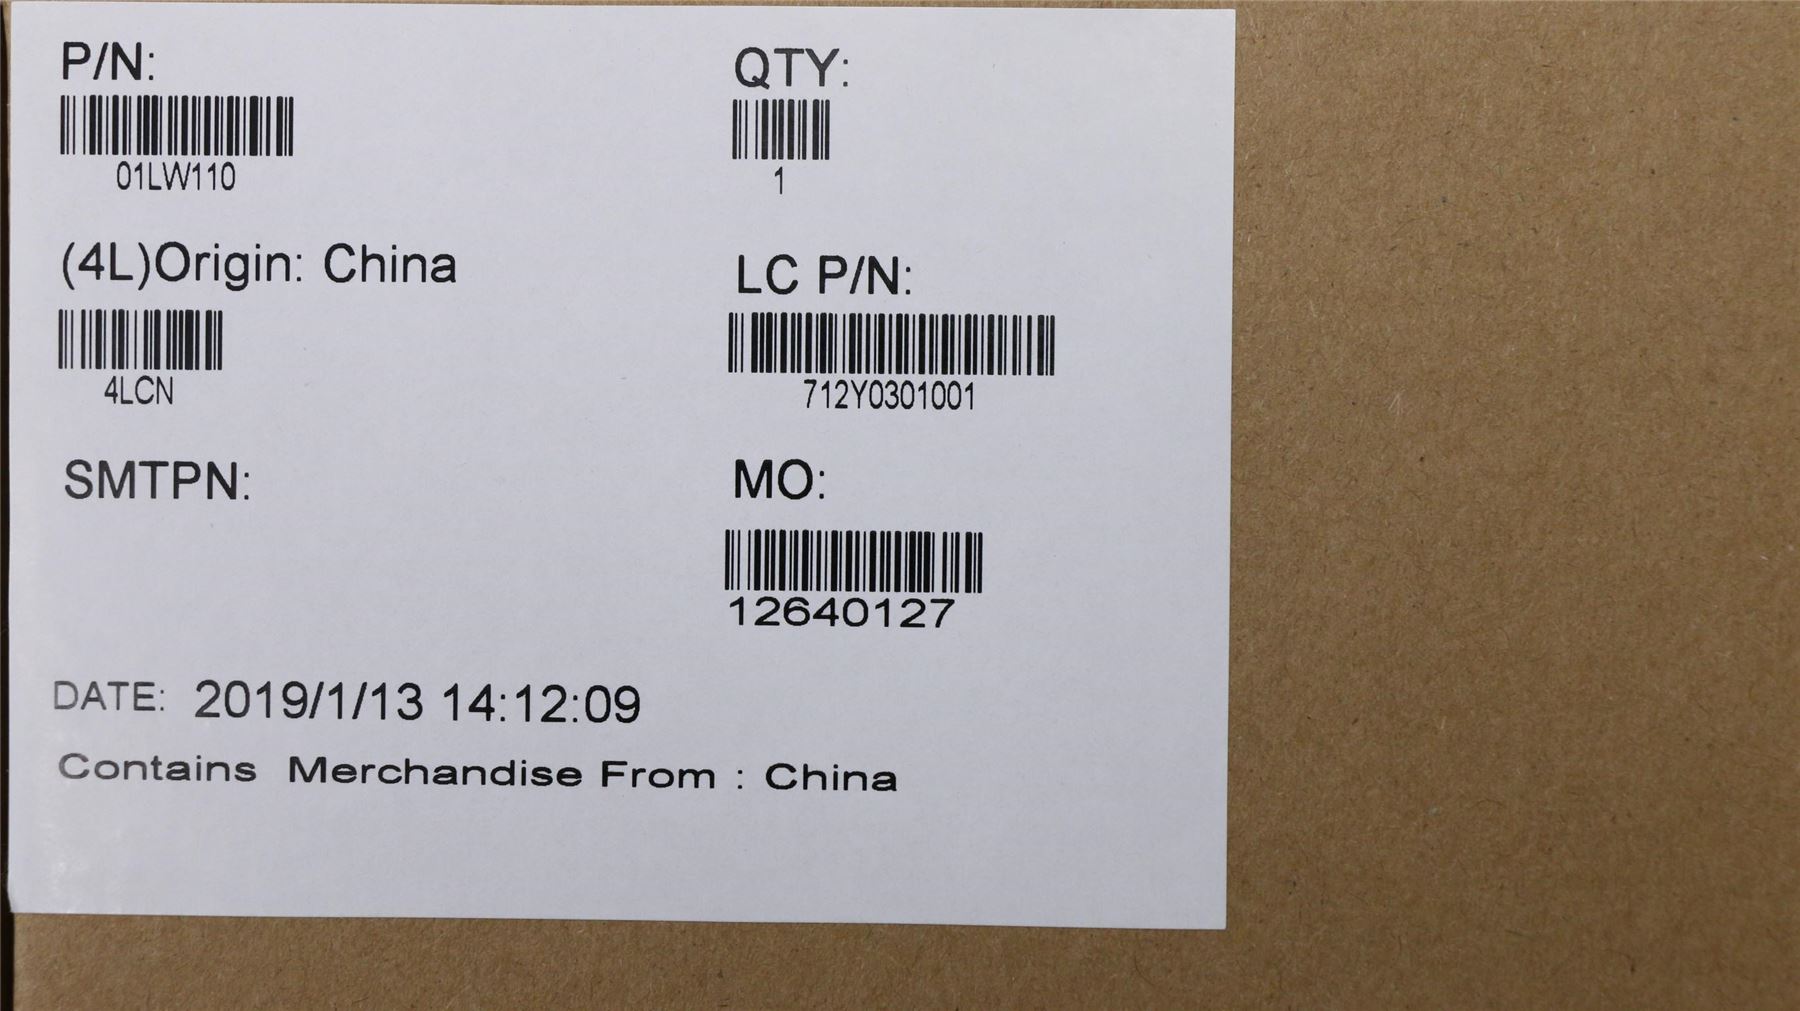 P/N:
QTY:
01LW110
1
(4L)Origin: China
LC P/N:
4LCN
712Y0301001
SMTPN:
MO:
12640127
DATE: 2019/1/13 14:12:09
Contains Merchandise From : China